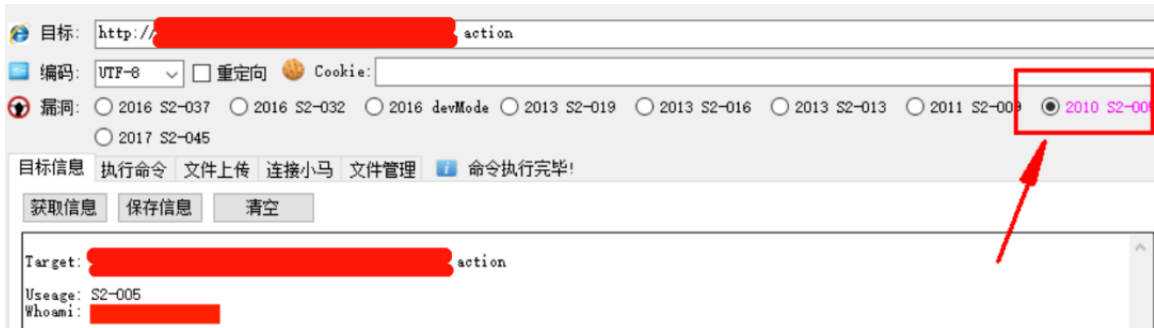 目标: http:// action
编码: UTF-8 重定向 Cookie:
漏洞: 2016 S2-037 2016 S2-032 2016 devMode 2013 S2-019 2013 S2-016 2013 S2-013 2011 S2-009 2010 S2-005
2017 S2-045
目标信息 执行命令 文件上传 连接小马 文件管理 命令执行完毕!
获取信息 保存信息 清空
Target: action
Useage: S2-005
Whoami: